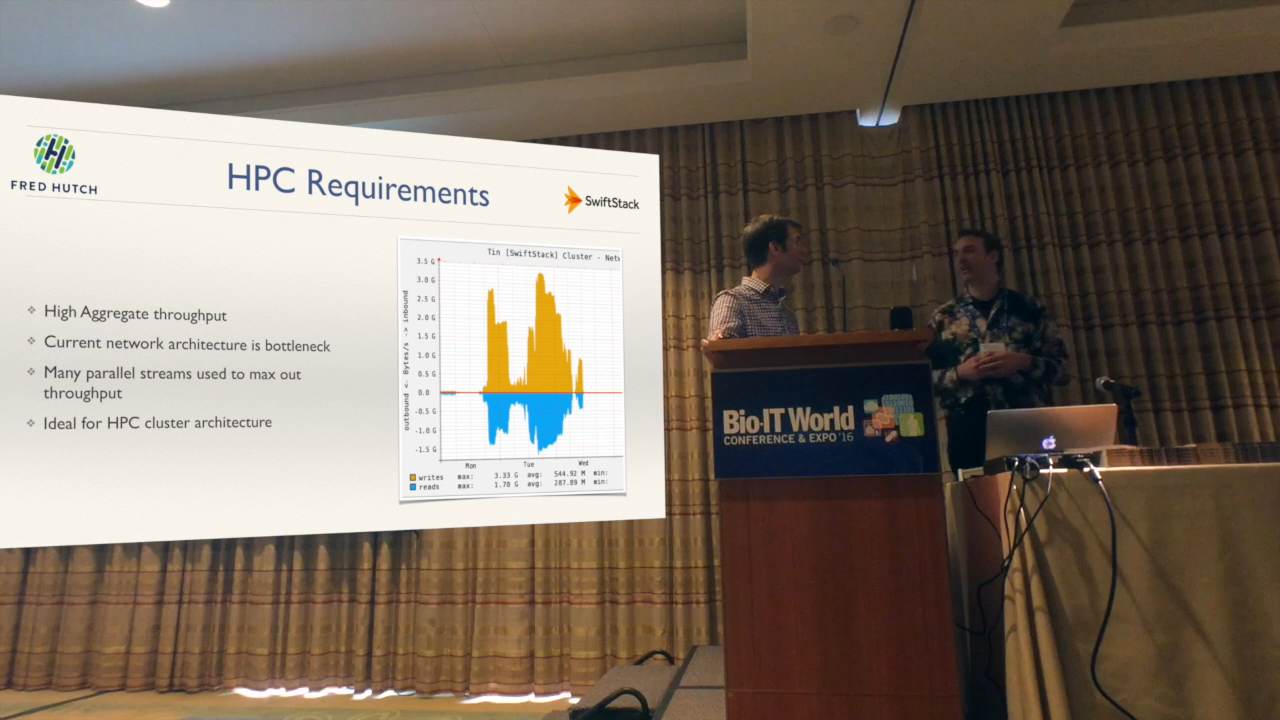 FRED HUTCH
HPC Requirements
SwiftStack
High Aggregate throughput
Current network architecture is bottleneck
Many parallel streams used to max out
throughput
Ideal for HPC cluster architecture
Tin [SwiftStack] Cluster -
3.5 G
3.0 G
2.5 G
2.0 G
1.5 G
1.0 G
0.5 G
0.0
-0.5 G
-1.0 G
-1.5 G
outbound <- Bytes/s -> inbound
Mon Tue Wed
writes max: 3.33 G avg: 544.92 M min:
reads max: 1.70 G avg: 287.89 M min:
Bio-IT World
CONFERENCE & EXPO '16